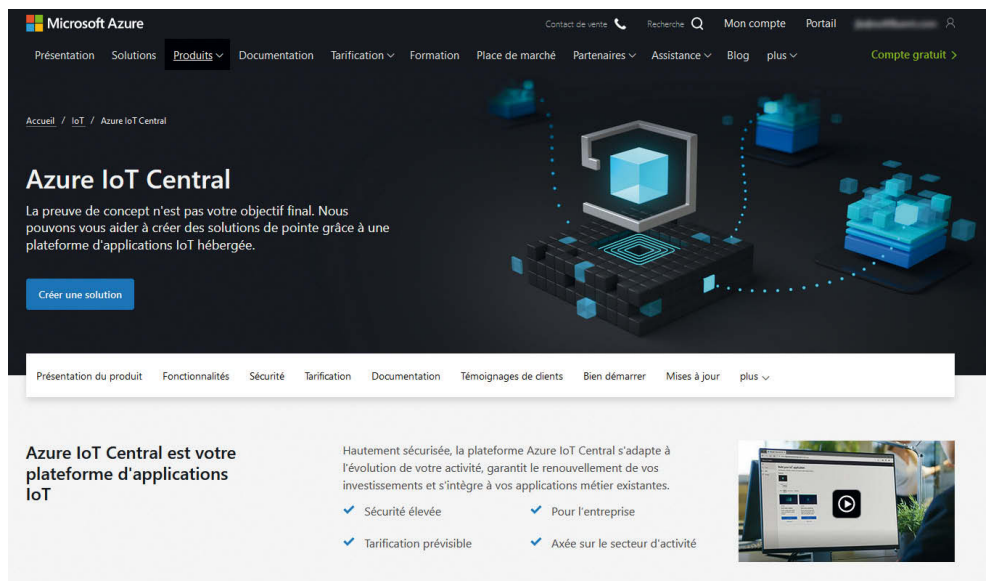 Microsoft Azure
Contact de vente Recherche Mon compte Portail
Présentation Solutions Produits Documentation Tarification Formation Place de marché Partenaires Assistance Blog plus Compte gratuit
Accueil / IoT / Azure IoT Central
Azure IoT Central
La preuve de concept n'est pas votre objectif final. Nous
pouvons vous aider à créer des solutions de pointe grâce à une
plateforme d'applications IoT hébergée.
Créer une solution
Présentation du produit Fonctionnalités Sécurité Tarification Documentation Témoignages de clients Bien démarrer Mises à jour plus
Azure IoT Central est votre
plateforme d'applications
IoT
Hautement sécurisée, la plateforme Azure IoT Central s'adapte à
l'évolution de votre activité, garantit le renouvellement de vos
investissements et s'intègre à vos applications métier existantes.
Sécurité élevée
Pour l'entreprise
Tarification prévisible
Axée sur le secteur d'activité